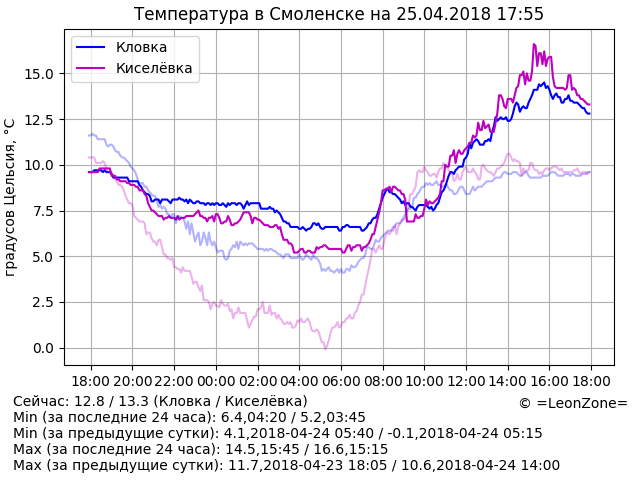 Температура в Смоленске на 25.04.2018 17:55
Кловка
Киселёвка
градусов Цельсия, °C
15.0
12.5
10.0
7.5
5.0
2.5
0.0
18:00 20:00 22:00 00:00 02:00 04:00 06:00 08:00 10:00 12:00 14:00 16:00 18:00
Сейчас: 12.8 / 13.3 (Кловка / Киселёвка)
© =LeonZone=
Min (за последние 24 часа): 6.4,04:20 / 5.2,03:45
Min (за предыдущие сутки): 4.1,2018-04-24 05:40 / -0.1,2018-04-24 05:15
Max (за последние 24 часа): 14.5,15:45 / 16.6,15:15
Max (за предыдущие сутки): 11.7,2018-04-23 18:05 / 10.6,2018-04-24 14:00